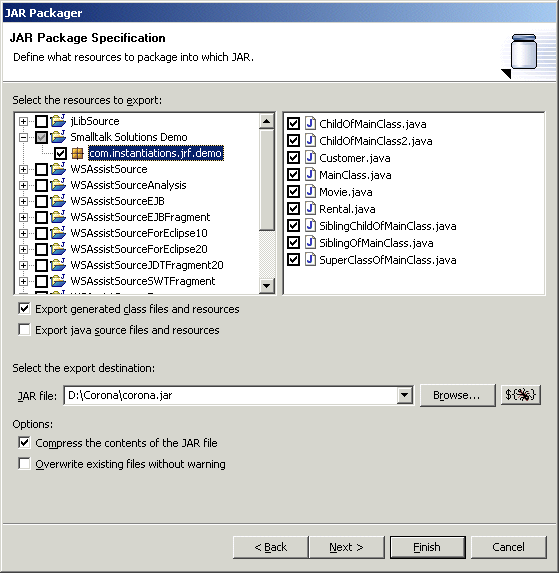 JAR Packager
JAR Package Specification
Define what resources to package into which JAR.
Select the resources to export:
jLibSource
Smalltalk Solutions Demo
com.instantiations.jrf.demo
WSAssistSource
WSAssistSourceAnalysis
WSAssistSourceEJB
WSAssistSourceEJBFragment
WSAssistSourceForEclipse10
WSAssistSourceForEclipse20
WSAssistSourceJDTFragment20
WSAssistSourceSWTFragment
ChildOfMainClass.java
ChildOfMainClass2.java
Customer.java
MainClass.java
Movie.java
Rental.java
SiblingChildOfMainClass.java
SiblingOfMainClass.java
SuperClassOfMainClass.java
Export generated class files and resources
Export java source files and resources
Select the export destination:
JAR file: D:\Corona\corona.jar Browse... ${}
Options:
Compress the contents of the JAR file
Overwrite existing files without warning
< Back Next > Finish Cancel